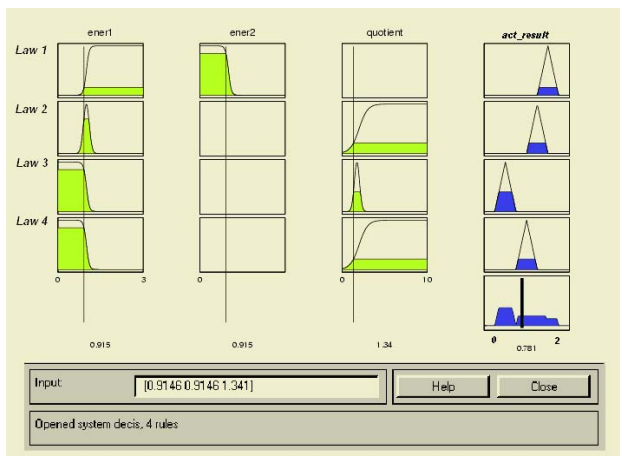 ener1 ener2 quotient act_result
Law 1
Law 2
Law 3
Law 4
0 3 0 0 10
0 2
0.915 0.915 1.34 0.781
Input: [0.9146 0.9146 1.341] Help Close
Opened system decis, 4 rules